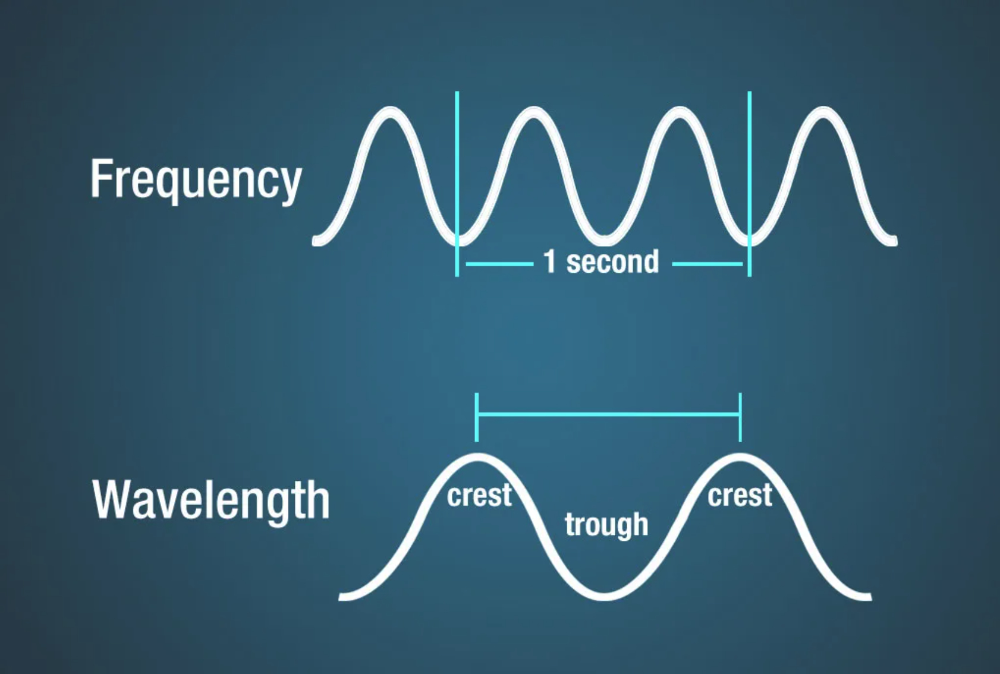 Frequency
1 second
Wavelength
crest
crest
trough